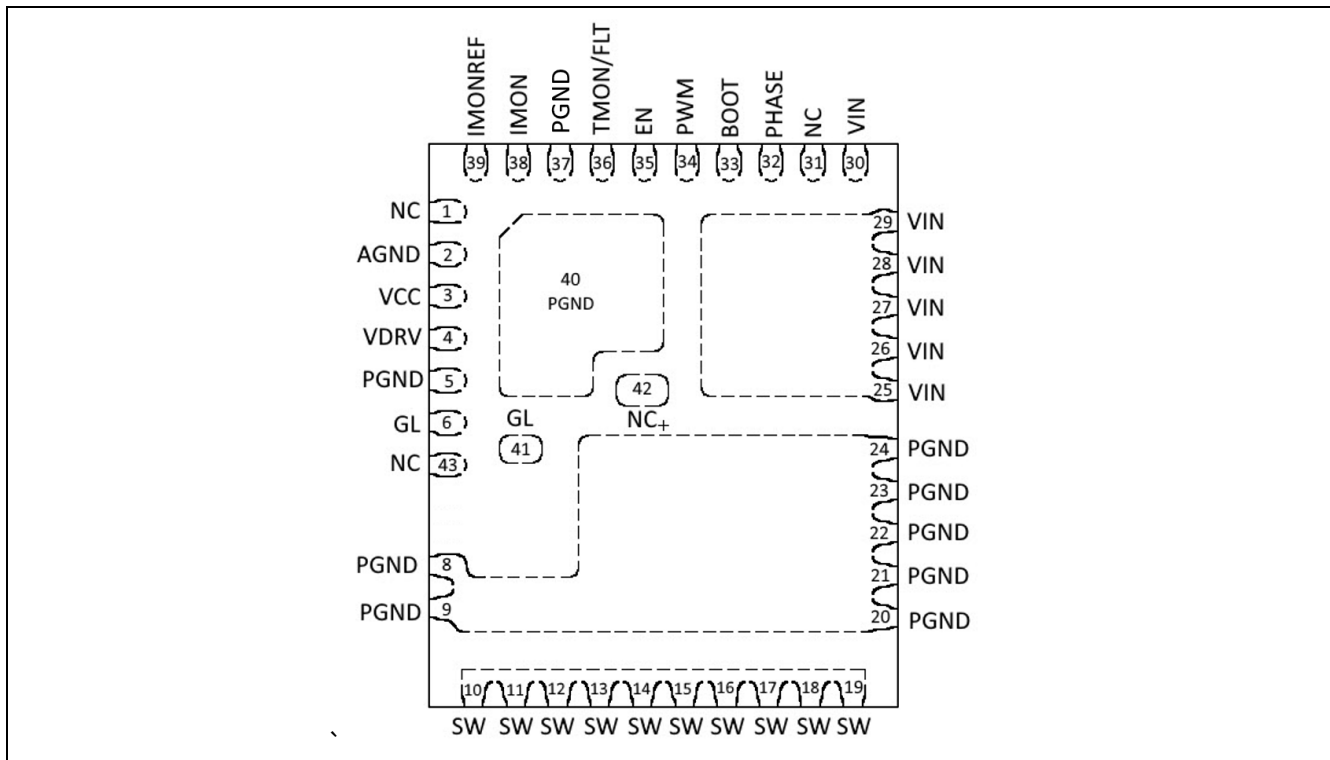 IMONREF
IMON
PGND
TMON/FLT
EN
PWM
BOOT
PHASE
NC
VIN
39 38 37 36 35 34 33 32 31 30
NC 1
AGND 2
VCC 3
VDRV 4
PGND 5
GL 6
NC 43
PGND 8
PGND 9
40
PGND
42
NC+
GL
41
29 VIN
28 VIN
27 VIN
26 VIN
25 VIN
24 PGND
23 PGND
22 PGND
21 PGND
20 PGND
10 11 12 13 14 15 16 17 18 19
SW SW SW SW SW SW SW SW SW SW